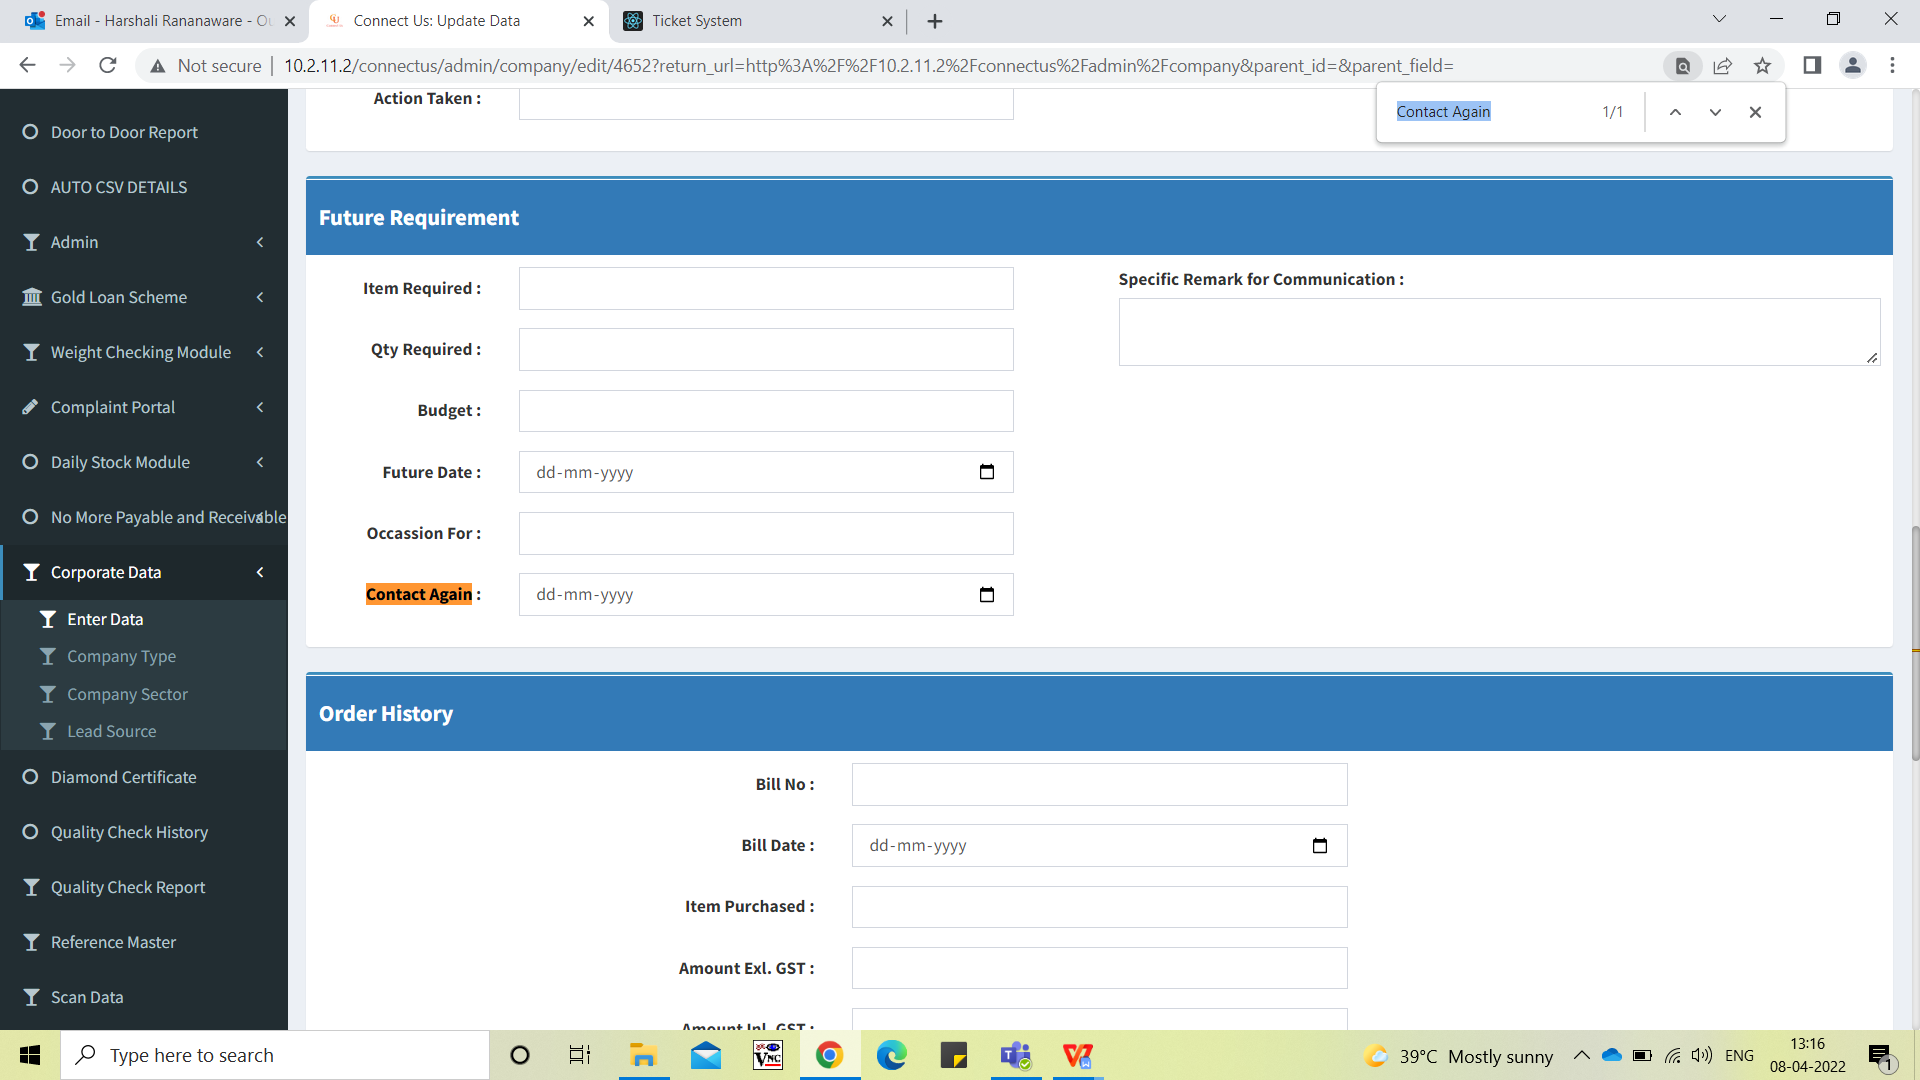 Email - Harshali Rananaware - Ou
Connect Us: Update Data
Ticket System
Not secure
10.2.11.2/connectus/admin/company/edit/4652?return_url=http%3A%2F%2F10.2.11.2%2Fconnectus%2Fadmin%2Fcompany&parent_id=&parent_field=
Contact Again
1/1
Door to Door Report
AUTO CSV DETAILS
Admin
Gold Loan Scheme
Weight Checking Module
Complaint Portal
Daily Stock Module
No More Payable and Receivable
Corporate Data
Enter Data
Company Type
Company Sector
Lead Source
Diamond Certificate
Quality Check History
Quality Check Report
Reference Master
Scan Data
Action Taken :
Future Requirement
Item Required :
Qty Required :
Budget :
Future Date :
dd-mm-yyyy
Occassion For :
Contact Again :
dd-mm-yyyy
Specific Remark for Communication :
Order History
Bill No :
Bill Date :
dd-mm-yyyy
Item Purchased :
Amount Exl. GST :
Amount Inl. GST :
Type here to search
VNC
39°C Mostly sunny
ENG
13:16
08-04-2022
1